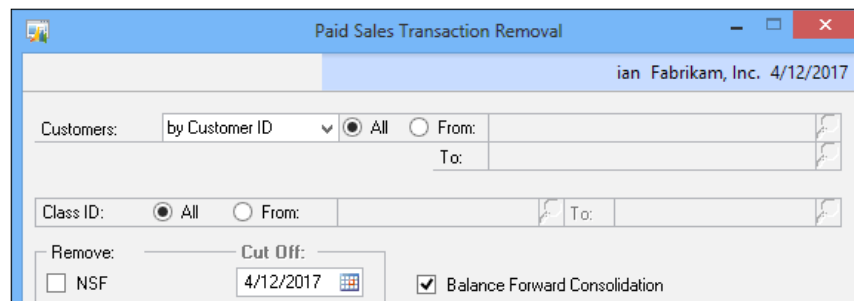 Paid Sales Transaction Removal
ian Fabrikam, Inc. 4/12/2017
Customers: by Customer ID All From:
To:
Class ID: All From: To:
Remove: Cut Off:
NSF 4/12/2017 Balance Forward Consolidation